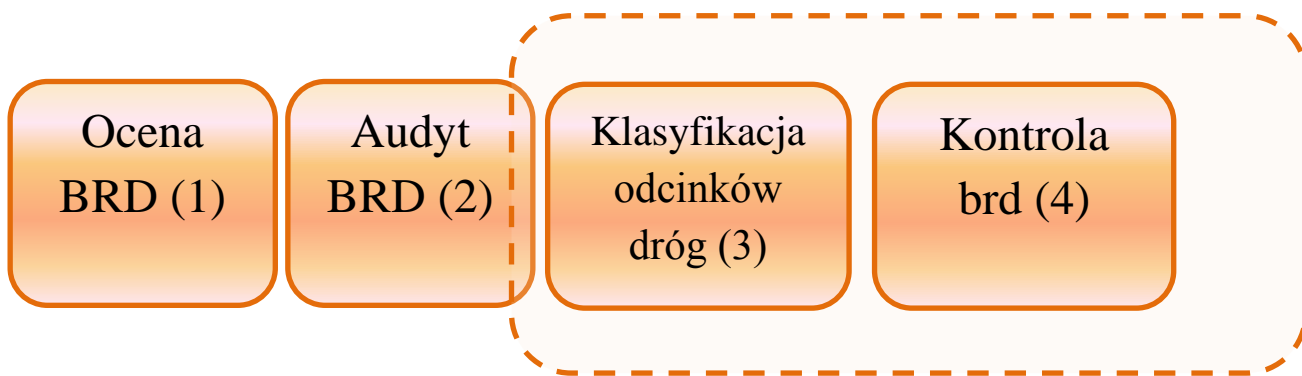 Ocena
BRD (1)
Audyt
BRD (2)
Klasyfikacja
odcinków
dróg (3)
Kontrola
brd (4)